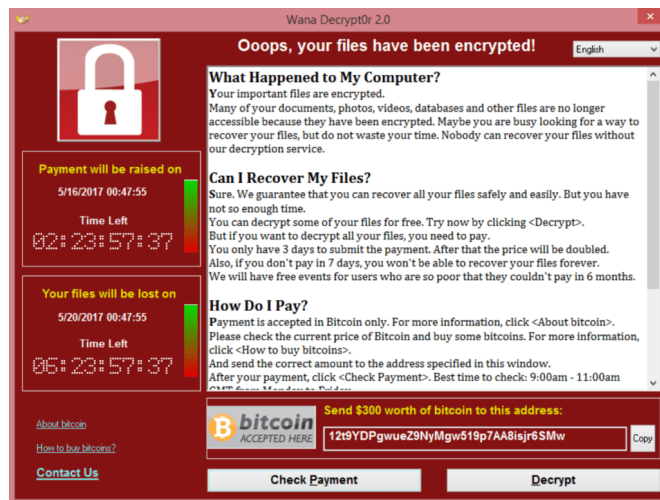 Wana Decrypt0r 2.0
Ooops, your files have been encrypted!
English
What Happened to My Computer?
Your important files are encrypted.
Many of your documents, photos, videos, databases and other files are no longer
accessible because they have been encrypted. Maybe you are busy looking for a way to
recover your files, but do not waste your time. Nobody can recover your files without
our decryption service.
Can I Recover My Files?
Sure. We guarantee that you can recover all your files safely and easily. But you have
not so enough time.
You can decrypt some of your files for free. Try now by clicking <Decrypt>.
But if you want to decrypt all your files, you need to pay.
You only have 3 days to submit the payment. After that the price will be doubled.
Also, if you don't pay in 7 days, you won't be able to recover your files forever.
We will have free events for users who are so poor that they couldn't pay in 6 months.
How Do I Pay?
Payment is accepted in Bitcoin only. For more information, click <About bitcoin>.
Please check the current price of Bitcoin and buy some bitcoins. For more information,
click <How to buy bitcoins>.
And send the correct amount to the address specified in this window.
After your payment, click <Check Payment>. Best time to check: 9:00am - 11:00am
GMT from Monday to Friday.
Payment will be raised on
5/16/2017 00:47:55
Time Left
02:23:57:37
Your files will be lost on
5/20/2017 00:47:55
Time Left
06:23:57:37
About bitcoin
How to buy bitcoins?
Contact Us
bitcoin
ACCEPTED HERE
Send $300 worth of bitcoin to this address:
12t9YDPgwueZ9NyMgw519p7AA8isjr6SMw
Copy
Check Payment
Decrypt